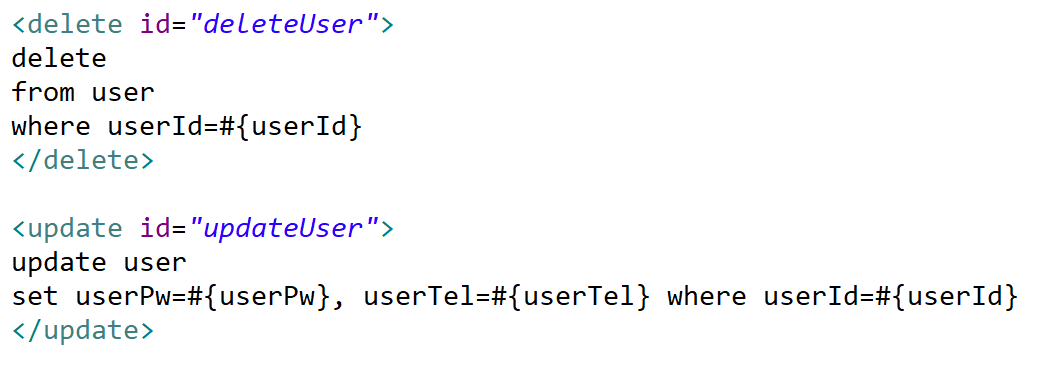 <delete id="deleteUser">
delete
from user
where userId=#{userId}
</delete>
<update id="updateUser">
update user
set userPw=#{userPw}, userTel=#{userTel} where userId=#{userId}
</update>